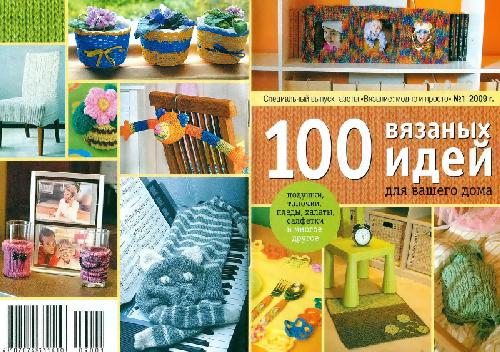 Специальный выпуск газеты «Вязание: модно и просто» №1 2009 г.
100 вязаных
идей
для вашего дома
подушки,
тапочки,
пледы, халаты,
салфетки
и многое
другое